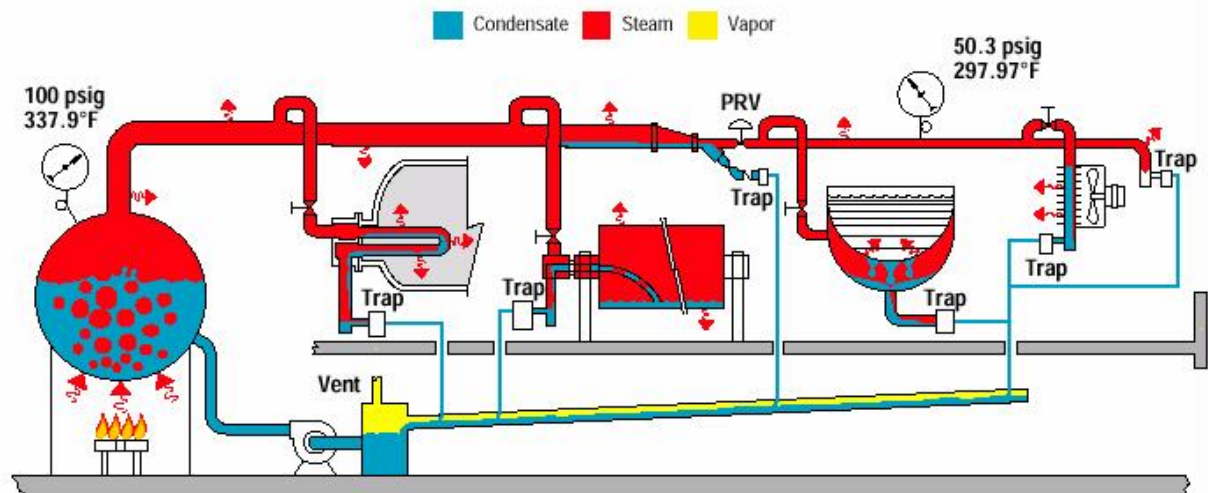 Condensate Steam Vapor
100 psig
337.9°F
50.3 psig
297.97°F
PRV
Trap
Trap
Trap
Trap
Trap
Trap
Vent